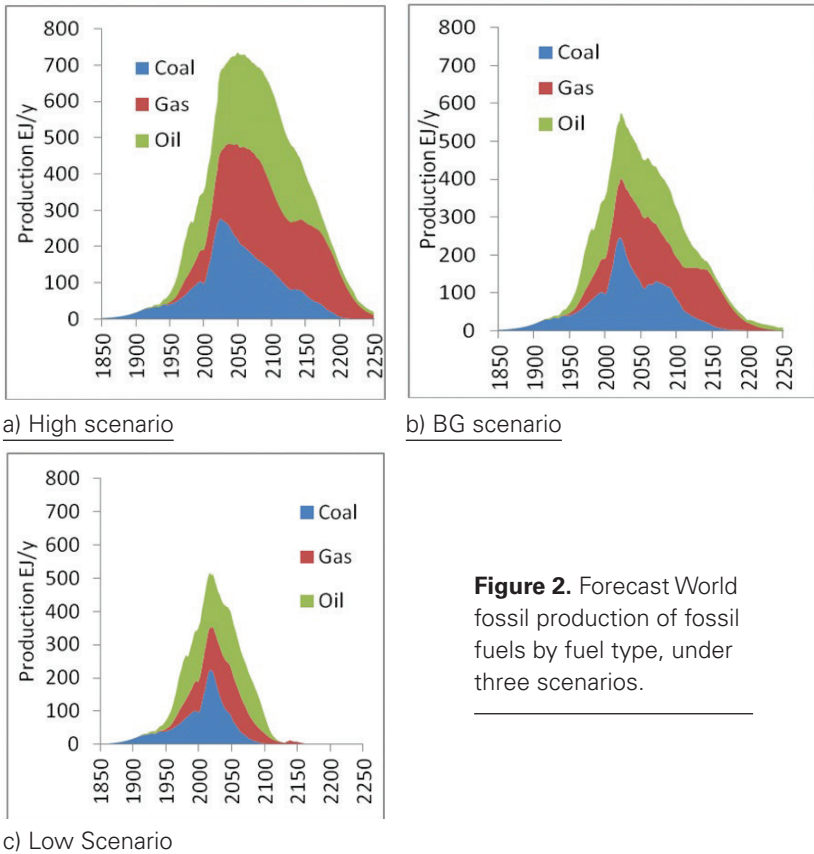 800
700
600
500
400
300
200
100
0
Production EJ/y
Coal
Gas
Oil
1850
1900
1950
2000
2050
2100
2150
2200
2250
a) High scenario
800
700
600
500
400
300
200
100
0
Production EJ/y
Coal
Gas
Oil
1850
1900
1950
2000
2050
2100
2150
2200
2250
b) BG scenario
800
700
600
500
400
300
200
100
0
Production EJ/y
Coal
Gas
Oil
1850
1900
1950
2000
2050
2100
2150
2200
2250
c) Low Scenario
Figure 2. Forecast World
fossil production of fossil
fuels by fuel type, under
three scenarios.